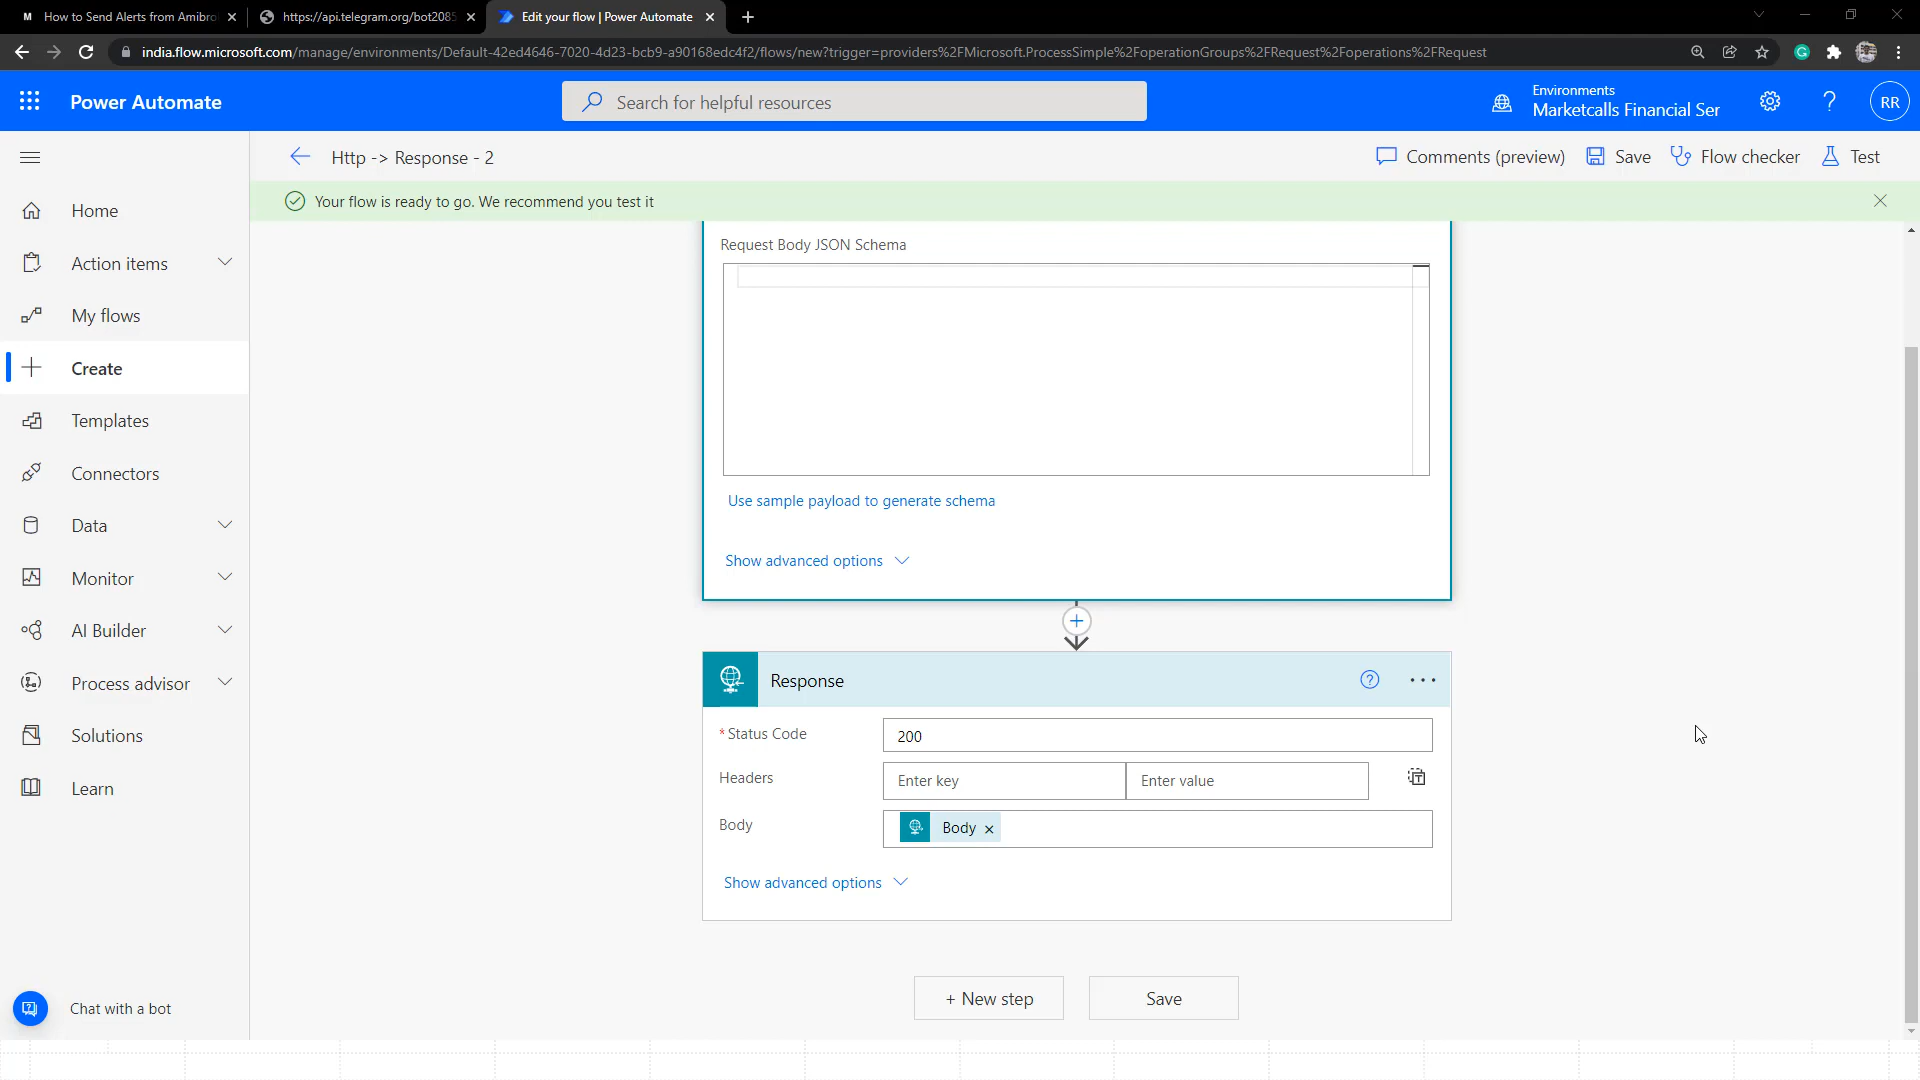 M How to Send Alerts from Amibro
https://api.telegram.org/bot2085
Edit your flow | Power Automate
india.flow.microsoft.com/manage/environments/Default-42ed4646-7020-4d23-bcb9-a90168edc4f2/flows/new?trigger=providers%2FMicrosoft.ProcessSimple%2FoperationGroups%2FRequest%2Foperations%2FRequest
Power Automate
Search for helpful resources
Environments
Marketcalls Financial Ser
RR
Http -> Response - 2
Comments (preview)
Save
Flow checker
Test
Your flow is ready to go. We recommend you test it
Home
Action items
My flows
Create
Templates
Connectors
Data
Monitor
AI Builder
Process advisor
Solutions
Learn
Chat with a bot
Request Body JSON Schema
Use sample payload to generate schema
Show advanced options
Response
* Status Code
200
Headers
Enter key
Enter value
Body
Body
Show advanced options
+ New step
Save